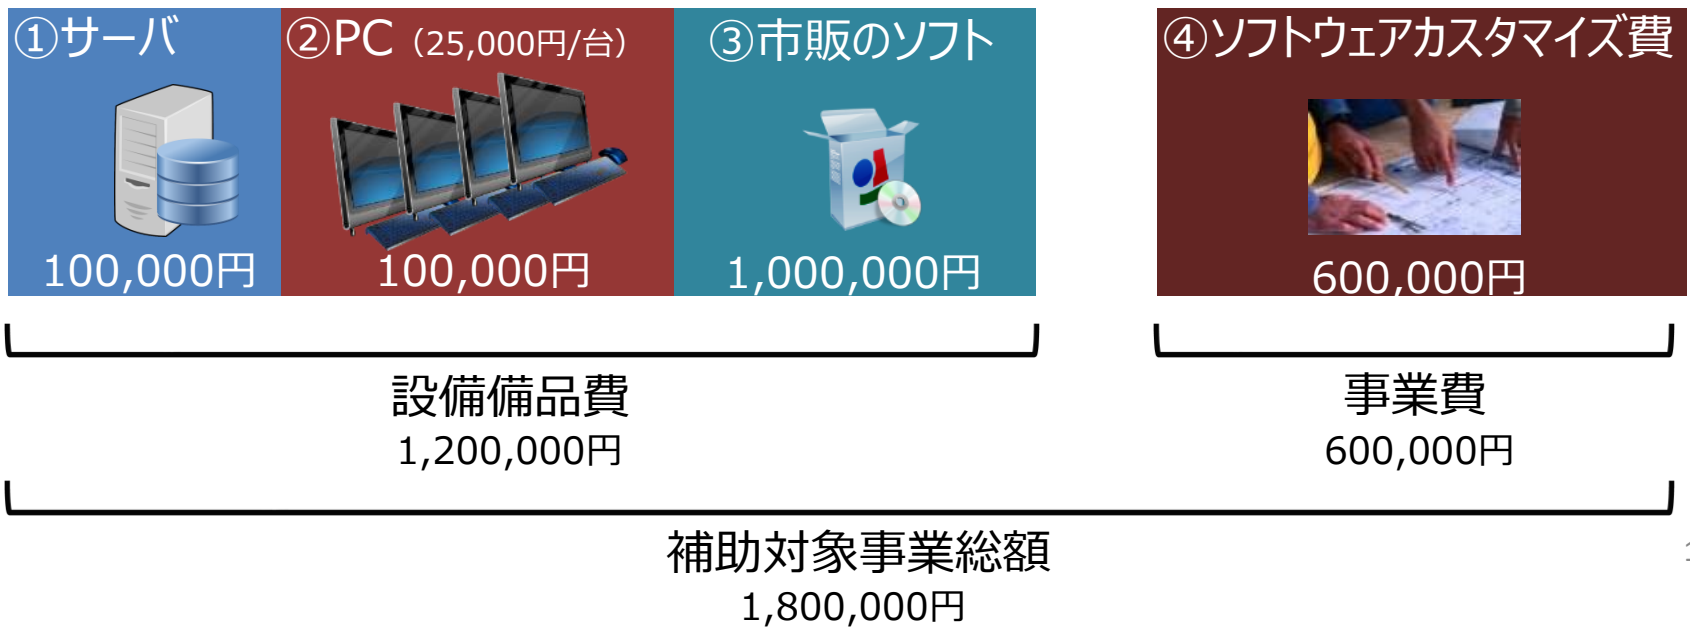 ①サーバ
②PC（25,000円/台）
③市販のソフト
④ソフトウェアカスタマイズ費
100,000円
100,000円
1,000,000円
600,000円
設備備品費
1,200,000円
事業費
600,000円
補助対象事業総額
1,800,000円